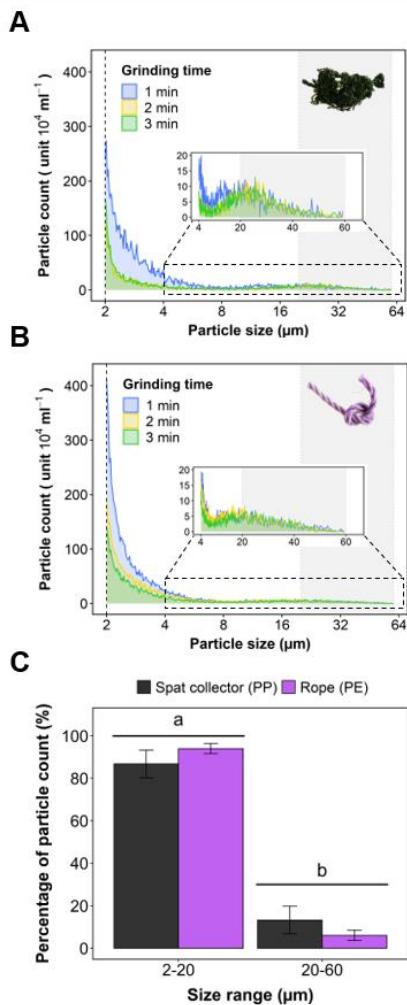 A
Particle count ( unit 10⁴ ml⁻¹ )
400
300
200
100
0
Grinding time
1 min
2 min
3 min
20
15
10
5
0
4 20 40 60
2 4 8 16 32 64
Particle size (µm)
B
Particle count ( unit 10⁴ ml⁻¹ )
400
300
200
100
0
Grinding time
1 min
2 min
3 min
25
20
15
10
5
0
4 20 40 60
2 4 8 16 32 64
Particle size (µm)
C
Spat collector (PP) Rope (PE)
Percentage of particle count (%)
100
80
60
40
20
0
a
b
2-20 20-60
Size range (µm)